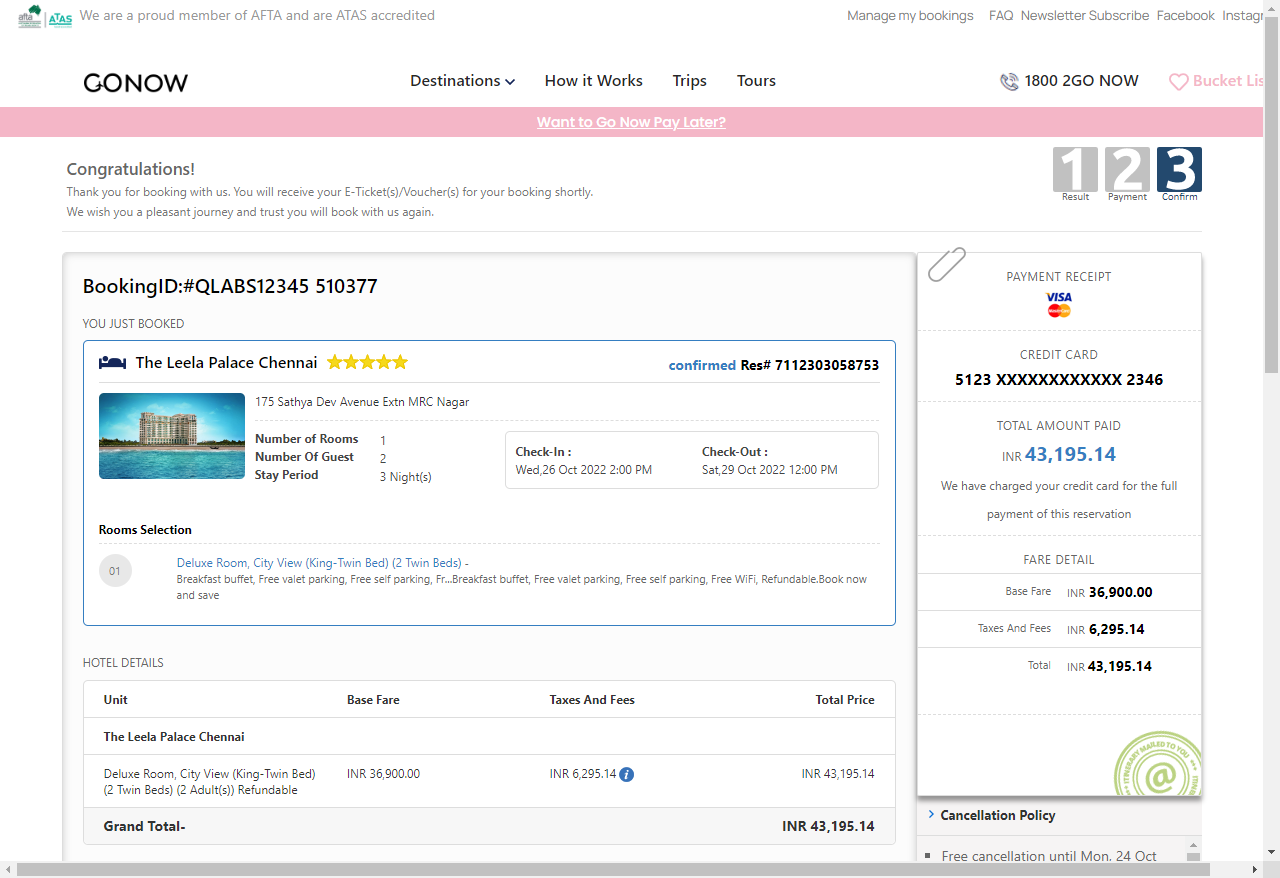 afta ATAS We are a proud member of AFTA and are ATAS accredited
Manage my bookings FAQ Newsletter Subscribe Facebook
GONOW Destinations How it Works Trips Tours 1800 2GO NOW Bucket
Want to Go Now Pay Later?
Congratulations!
Thank you for booking with us. You will receive your E-Ticket(s)/Voucher(s) for your booking shortly.
We wish you a pleasant journey and trust you will book with us again.
1 2 3
Result Payment Confirm
BookingID:#QLABS12345 510377
YOU JUST BOOKED
The Leela Palace Chennai
confirmed Res# 7112303058753
175 Sathya Dev Avenue Extn MRC Nagar
Number of Rooms 1
Number Of Guest 2
Stay Period 3 Night(s)
Check-In :
Wed,26 Oct 2022 2:00 PM
Check-Out :
Sat,29 Oct 2022 12:00 PM
Rooms Selection
01
Deluxe Room, City View (King-Twin Bed) (2 Twin Beds) -
Breakfast buffet, Free valet parking, Free self parking, Fr...Breakfast buffet, Free valet parking, Free self parking, Free WiFi, Refundable.Book now
and save
HOTEL DETAILS
Unit Base Fare Taxes And Fees Total Price
The Leela Palace Chennai
Deluxe Room, City View (King-Twin Bed) INR 36,900.00 INR 6,295.14 i INR 43,195.14
(2 Twin Beds) (2 Adult(s)) Refundable
Grand Total- INR 43,195.14
PAYMENT RECEIPT
VISA
MasterCard
CREDIT CARD
5123 XXXXXXXXXXXX 2346
TOTAL AMOUNT PAID
INR 43,195.14
We have charged your credit card for the full
payment of this reservation
FARE DETAIL
Base Fare INR 36,900.00
Taxes And Fees INR 6,295.14
Total INR 43,195.14
ITINERARY MAILED TO YOU
@
Cancellation Policy
Free cancellation until Mon, 24 Oct